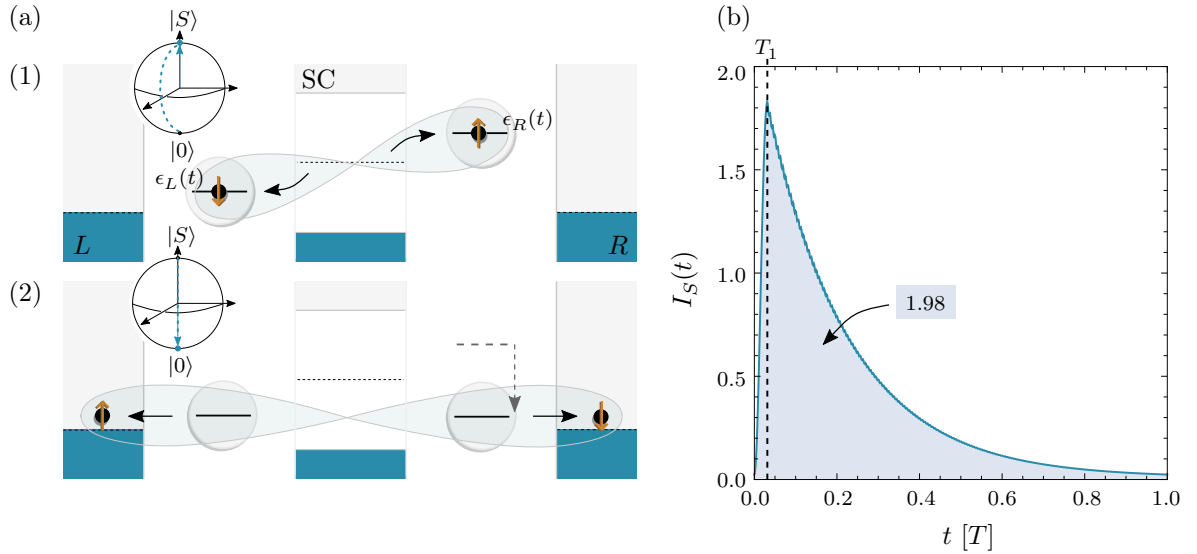 (a)
|S⟩
(1)
SC
|0⟩
ϵ_R(t)
ϵ_L(t)
L
R
|S⟩
(2)
|0⟩
(b)
T_1
2.0
1.5
1.0
0.5
0.0
I_S(t)
1.98
0.0 0.2 0.4 0.6 0.8 1.0
t [T]